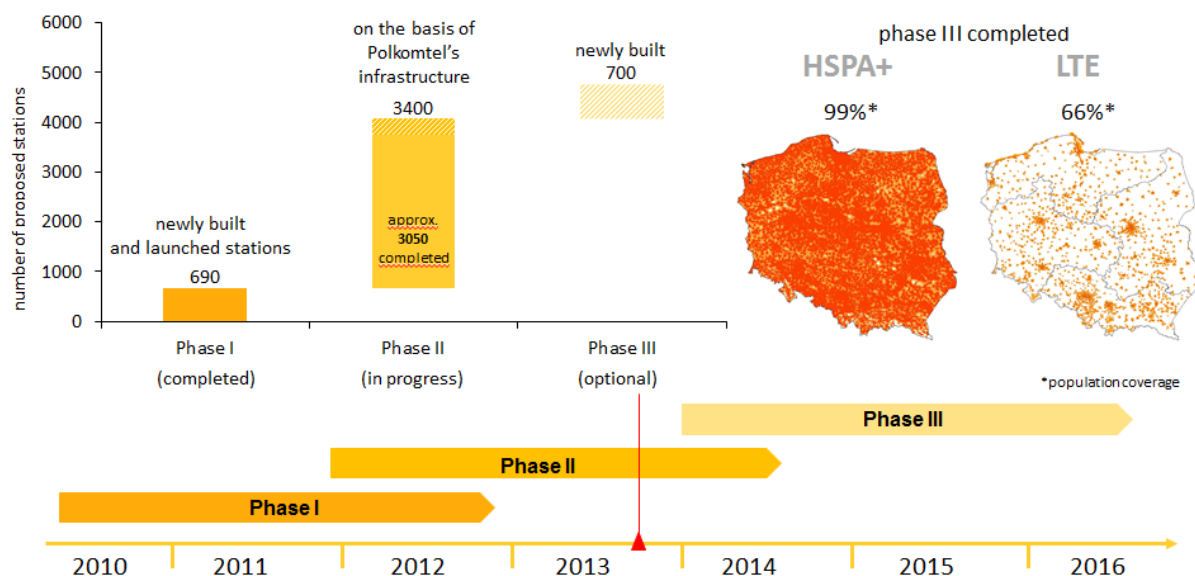 number of proposed stations
6000
5000
4000
3000
2000
1000
0
newly built
and launched stations
690
on the basis of
Polkomtel's
infrastructure
3400
approx.
3050
completed
newly built
700
Phase I
(completed)
Phase II
(in progress)
Phase III
(optional)
phase III completed
HSPA+
LTE
99%*
66%*
*population coverage
Phase III
Phase II
Phase I
2010
2011
2012
2013
2014
2015
2016